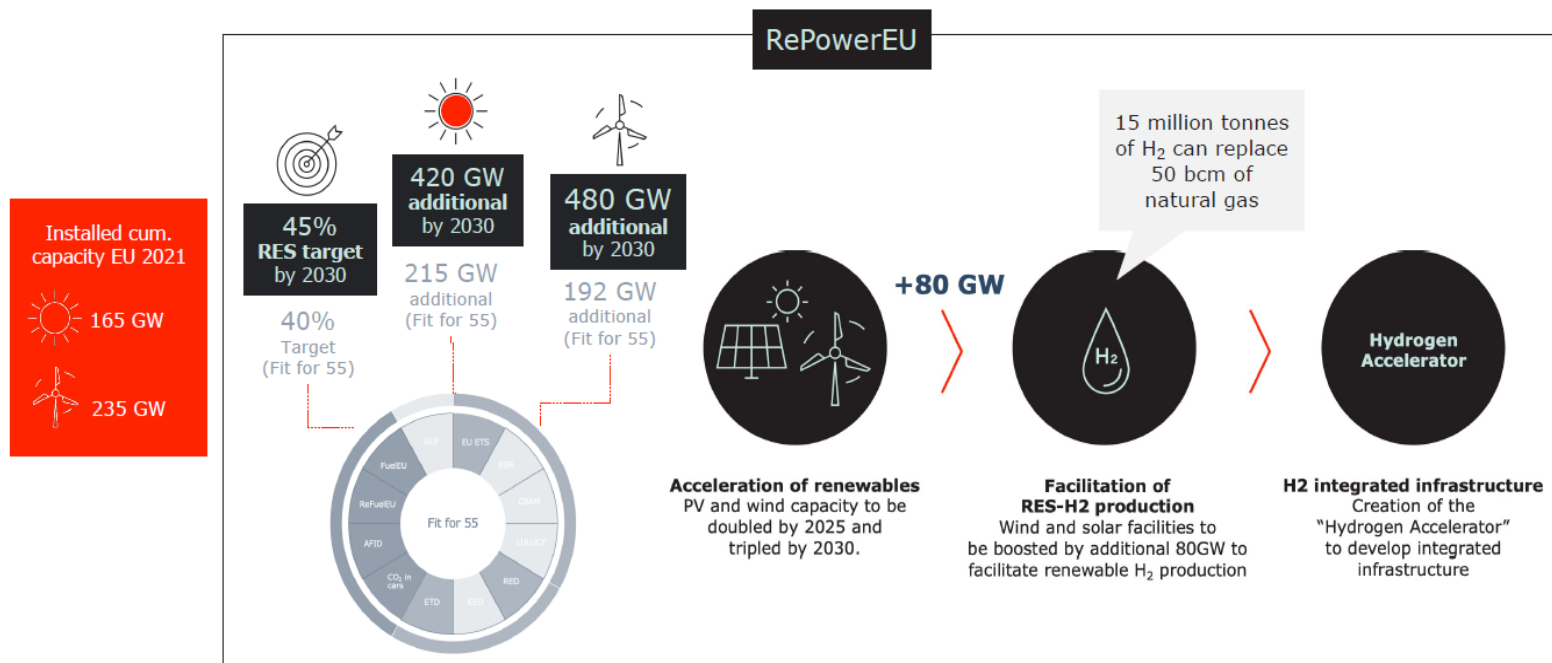 RePowerEU
Installed cum.
capacity EU 2021
165 GW
235 GW
45%
RES target
by 2030
40%
Target
(Fit for 55)
420 GW
additional
by 2030
215 GW
additional
(Fit for 55)
480 GW
additional
by 2030
192 GW
additional
(Fit for 55)
Fit for 55
SCF
EU ETS
ESR
CBAM
LULUCF
RED
EED
ETD
CO₂ in
cars
AFID
ReFuelEU
FuelEU
Acceleration of renewables
PV and wind capacity to be
doubled by 2025 and
tripled by 2030.
+80 GW
15 million tonnes
of H₂ can replace
50 bcm of
natural gas
H₂
Facilitation of
RES-H2 production
Wind and solar facilities to
be boosted by additional 80GW to
facilitate renewable H₂ production
Hydrogen
Accelerator
H2 integrated infrastructure
Creation of the
“Hydrogen Accelerator”
to develop integrated
infrastructure